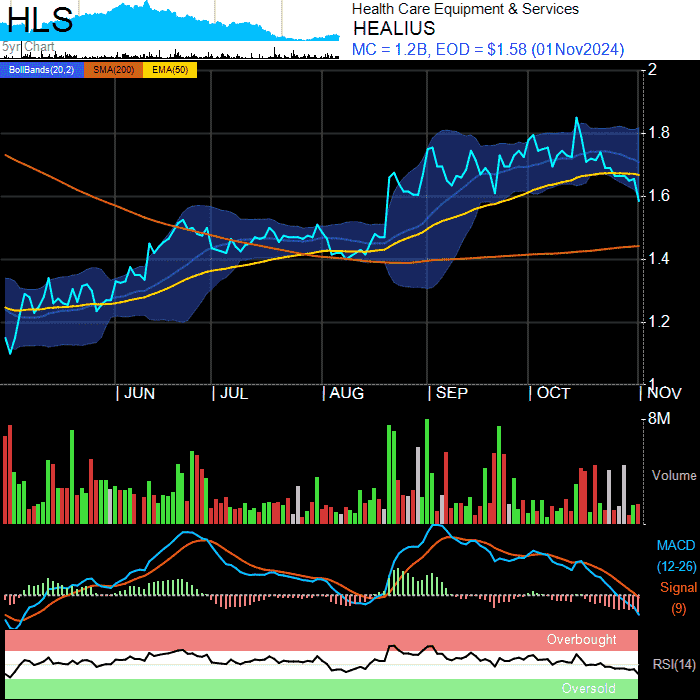 HLS
Health Care Equipment & Services
HEALIUS
5yr Chart
MC = 1.2B, EOD = $1.58 (01Nov2024)
BollBands(20,2) SMA(200) EMA(50)
2
1.8
1.6
1.4
1.2
1
JUN JUL AUG SEP OCT NOV
8M
Volume
MACD
(12-26)
Signal
(9)
Overbought
RSI(14)
Oversold